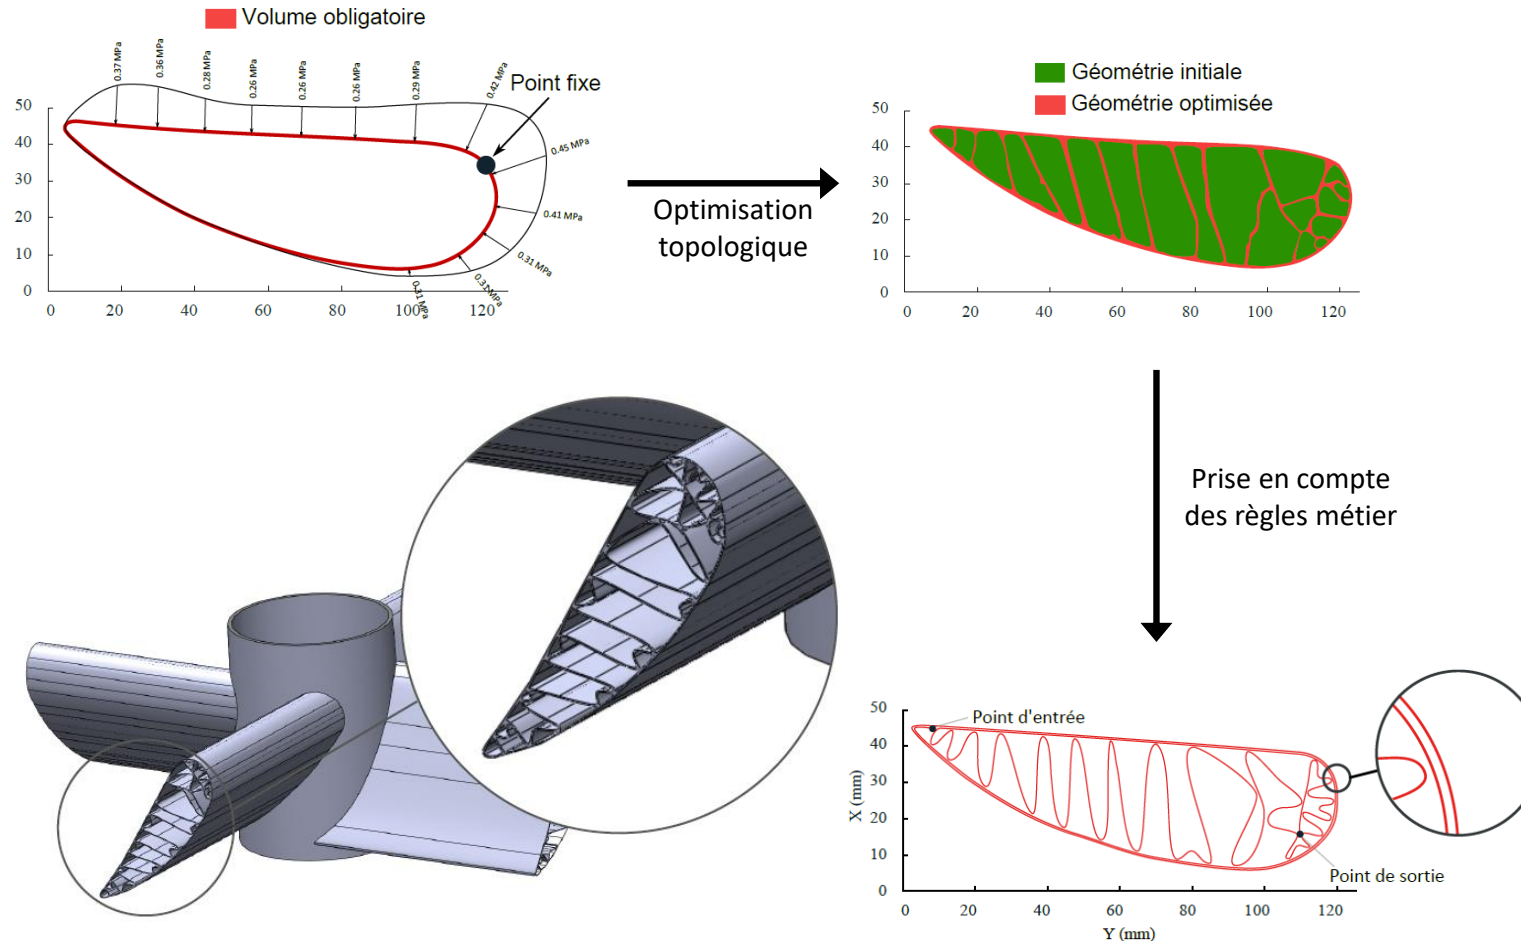 Volume obligatoire
0.37 MPa
0.36 MPa
0.28 MPa
0.26 MPa
0.26 MPa
0.26 MPa
0.29 MPa
0.42 MPa
Point fixe
0.45 MPa
0.41 MPa
0.31 MPa
0.31 MPa
0.31 MPa
50
40
30
20
10
0
0 20 40 60 80 100 120
Optimisation
topologique
Géométrie initiale
Géométrie optimisée
50
40
30
20
10
0
0 20 40 60 80 100 120
Prise en compte
des règles métier
Point d'entrée
Point de sortie
X (mm)
50
40
30
20
10
0
0 20 40 60 80 100 120
Y (mm)